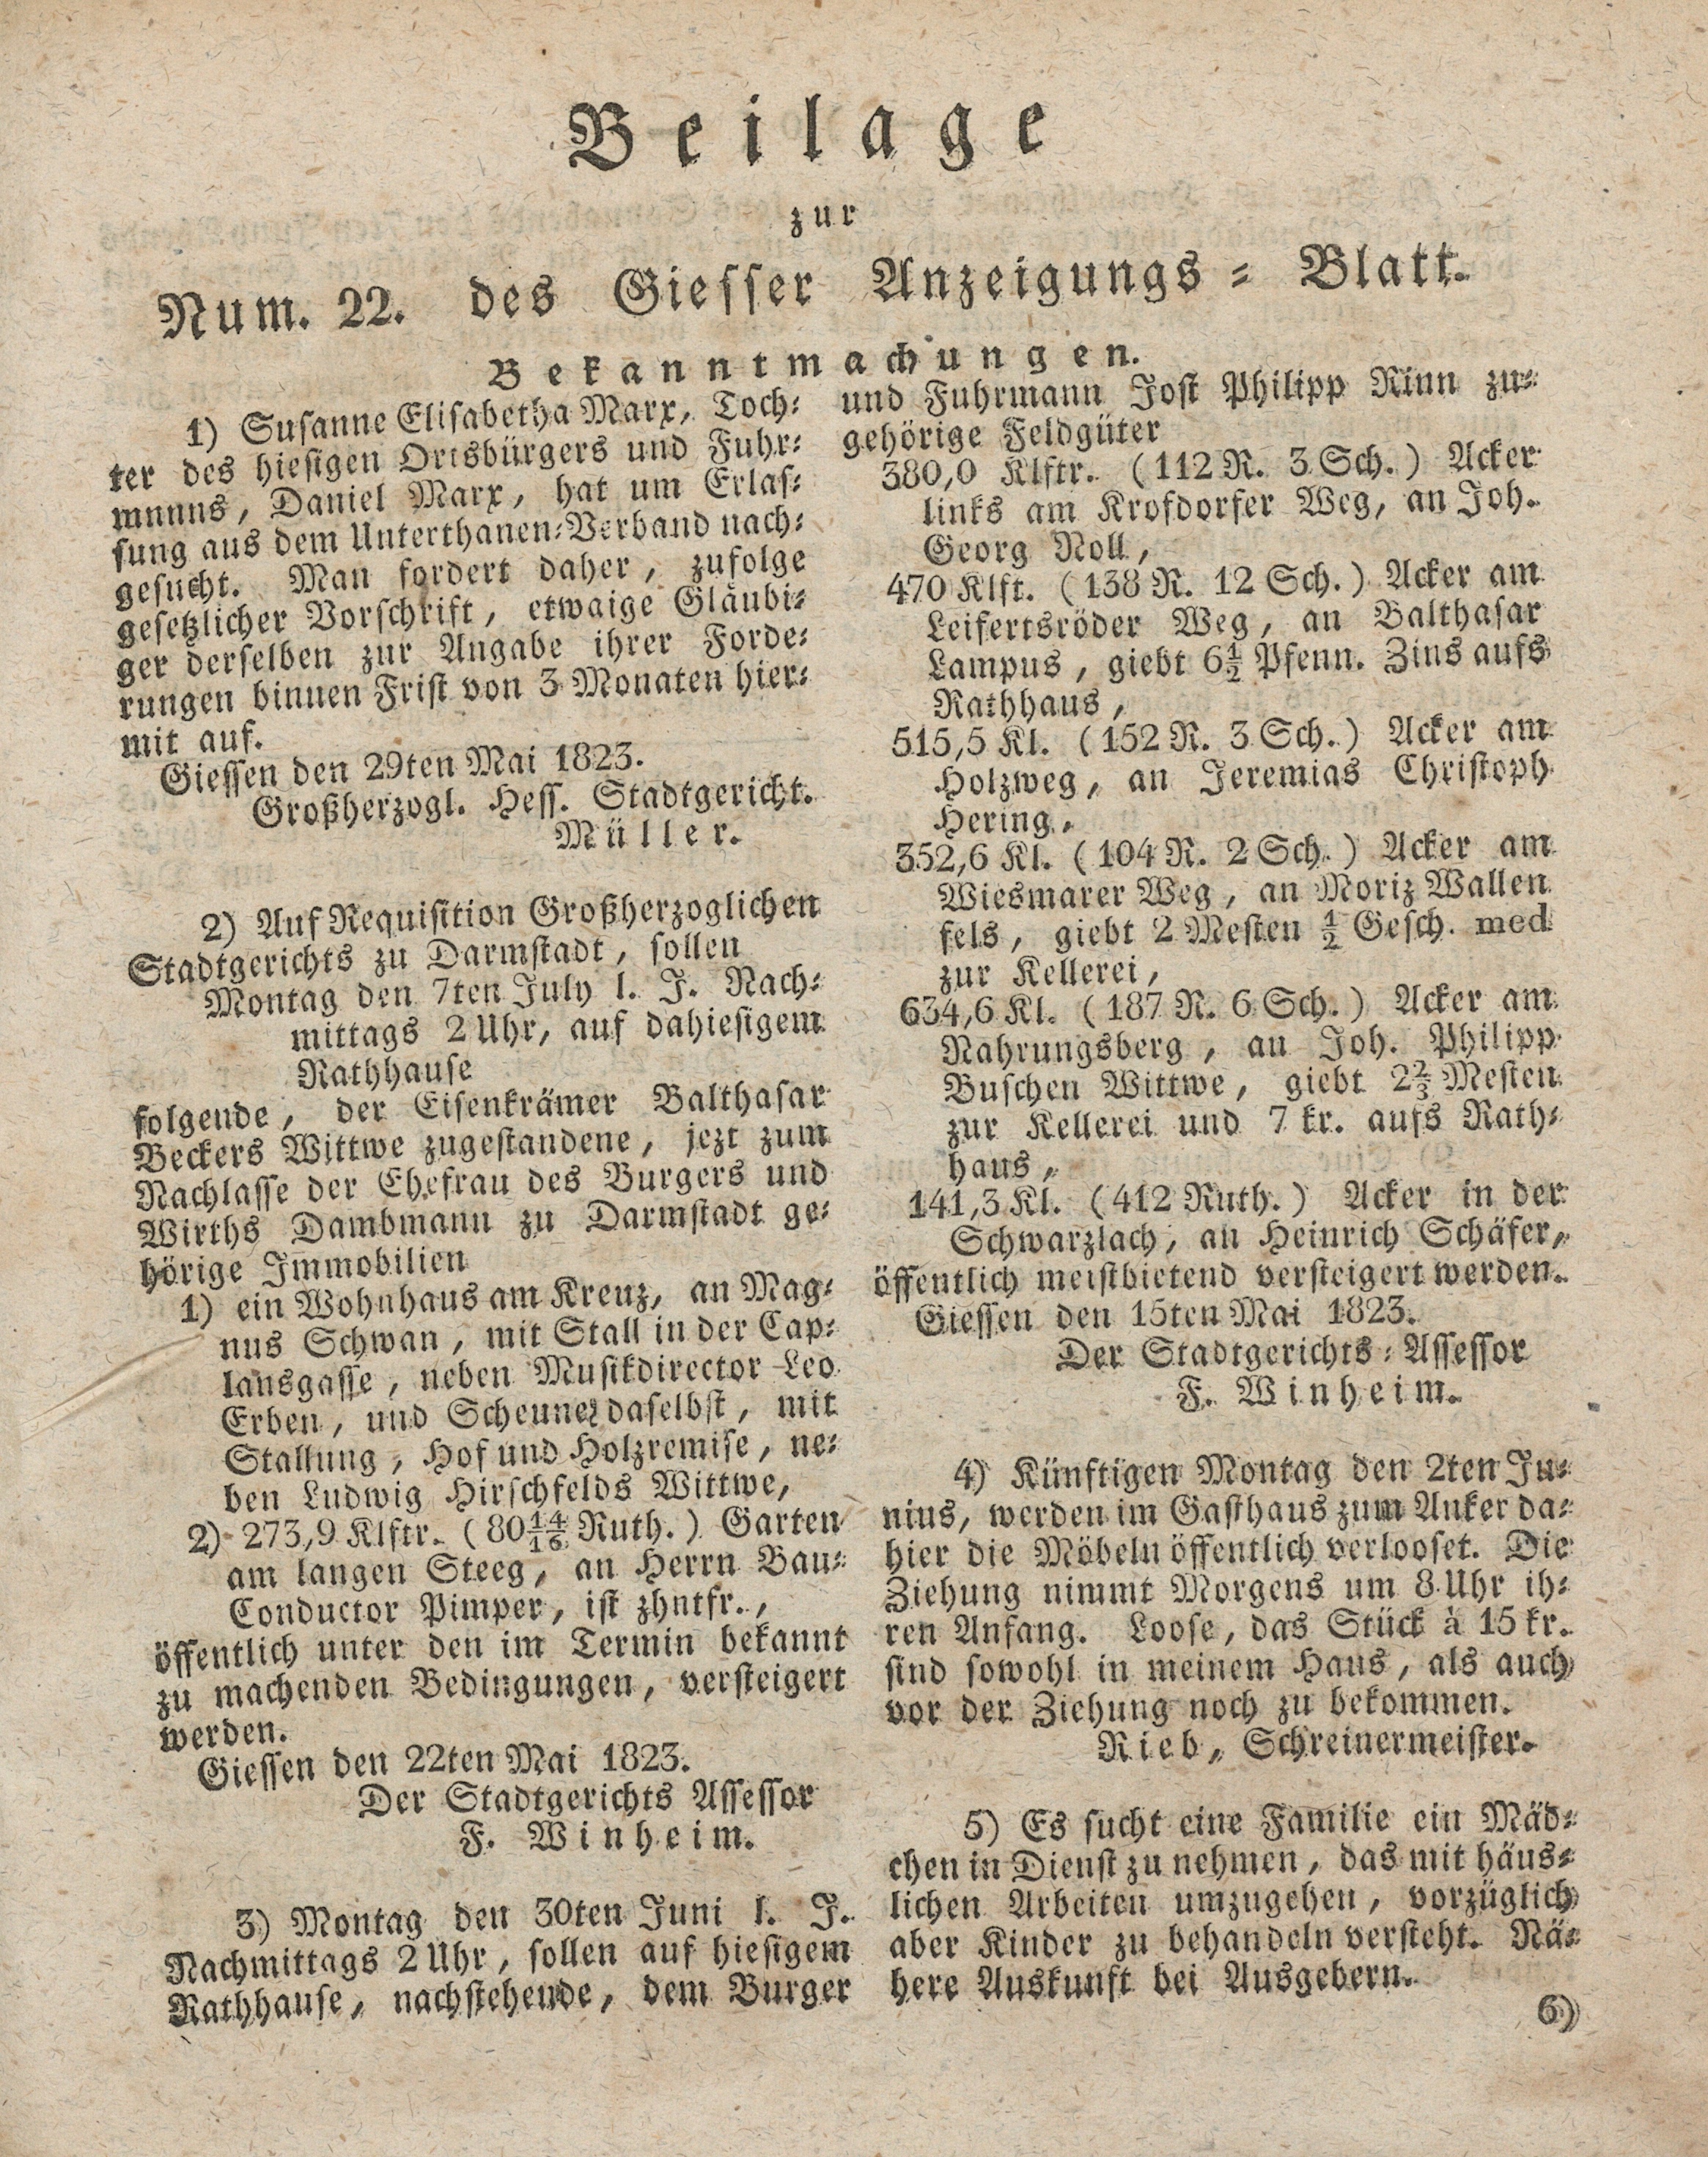 Beilage
zur
Num. 22. des Giesser Anzeigungs-Blatt.
Bekanntmachungen.
1) Susanne Elisabetha Marx, Toch-
ter des hiesigen Ortsbürgers und Fuhr-
mnnns, Daniel Marx, hat um Erlas-
sung aus dem Unterthanen-Verband nach-
gesucht. Man fordert daher, zufolge
gesetzlicher Vorschrift, etwaige Gläubi-
ger derselben zur Angabe ihrer Forde-
rungen binnen Frist von 3 Monaten hier-
mit auf.
Giessen den 29ten Mai 1823.
Großherzogl. Hess. Stadtgericht.
Müller.
2) Auf Requisition Großherzoglichen
Stadtgerichts zu Darmstadt, sollen
Montag den 7ten July l. J. Nach-
mittags 2 Uhr, auf dahiesigem
Rathhause
folgende, der Eisenkrämer Balthasar
Beckers Wittwe zugestandene, jezt zum
Nachlasse der Ehefrau des Burgers und
Wirths Dambmann zu Darmstadt ge-
hörige Immobilien
1) ein Wohnhaus am Kreuz, an Mag-
nus Schwan, mit Stall in der Cap-
lansgasse, neben Musikdirector Leo
Erben, und Scheune daselbst, mit
Stallung, Hof und Holzremise, ne-
ben Ludwig Hirschfelds Wittwe,
2) 273,9 Klftr. (80 14/16 Ruth.) Garten
am langen Steeg, an Herrn Bau-
Conductor Pimper, ist zhntfr.,
öffentlich unter den im Termin bekannt
zu machenden Bedingungen, versteigert
werden.
Giessen den 22ten Mai 1823.
Der Stadtgerichts Assessor
F. Winheim.
3) Montag den 30ten Juni l. J.
Nachmittags 2 Uhr, sollen auf hiesigem
Rathhause, nachstehende, dem Burger
und Fuhrmann Jost Philipp Rinn zu-
gehörige Feldgüter
380,0 Klftr. (112 R. 3 Sch.) Acker
links am Krofdorfer Weg, an Joh.
Georg Noll,
470 Klft. (138 R. 12 Sch.) Acker am
Leifertsröder Weg, an Balthasar
Lampus, giebt 6½ Pfenn. Zins aufs
Rathhaus,
515,5 Kl. (152 R. 3 Sch.) Acker am
Holzweg, an Jeremias Christoph
Hering,
352,6 Kl. (104 R. 2 Sch.) Acker am
Wiesmarer Weg, an Moriz Wallen
fels, giebt 2 Mesten ½ Gesch. med
zur Kellerei,
634,6 Kl. (187 R. 6 Sch.) Acker am
Nahrungsberg, an Joh. Philipp
Buschen Wittwe, giebt 2⅔ Mesten
zur Kellerei und 7 kr. aufs Rath-
haus,
141,3 Kl. (412 Ruth.) Acker in der
Schwarzlach, an Heinrich Schäfer,
öffentlich meistbietend versteigert werden.
Giessen den 15ten Mai 1823.
Der Stadtgerichts-Assessor
F. Winheim.
4) Künftigen Montag den 2ten Ju-
nius, werden im Gasthaus zum Anker da-
hier die Möbeln öffentlich verlooset. Die
Ziehung nimmt Morgens um 8 Uhr ih-
ren Anfang. Loose, das Stück à 15 kr.
sind sowohl in meinem Haus, als auch
vor der Ziehung noch zu bekommen.
Rieb, Schreinermeister.
5) Es sucht eine Familie ein Mäd-
chen in Dienst zu nehmen, das mit häus-
lichen Arbeiten umzugehen, vorzüglich
aber Kinder zu behandeln versteht. Nä-
here Auskunft bei Ausgebern.
6)